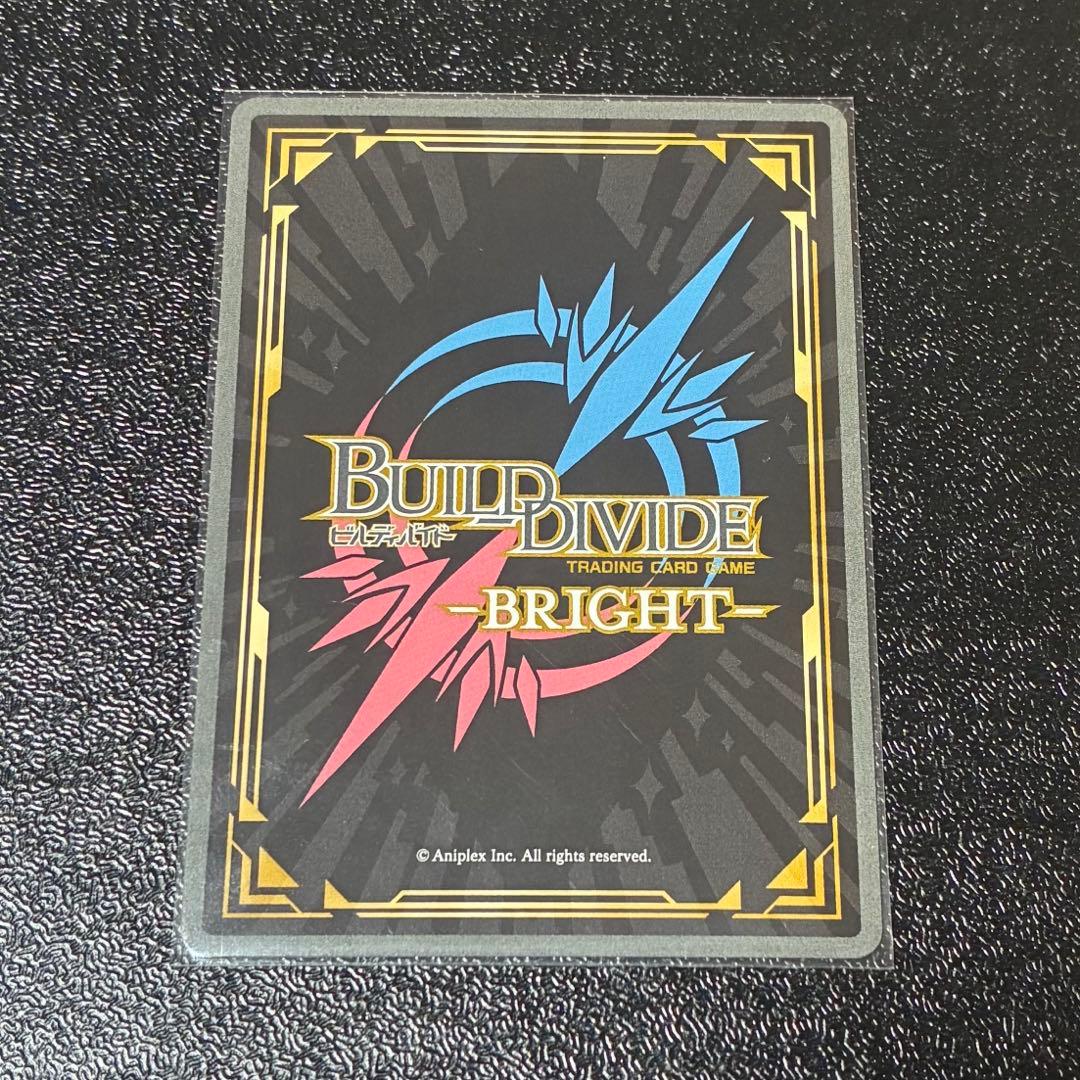 BUILD DIVIDE
ビルディバイド
TRADING CARD GAME
-BRIGHT-
© Aniplex Inc. All rights reserved.